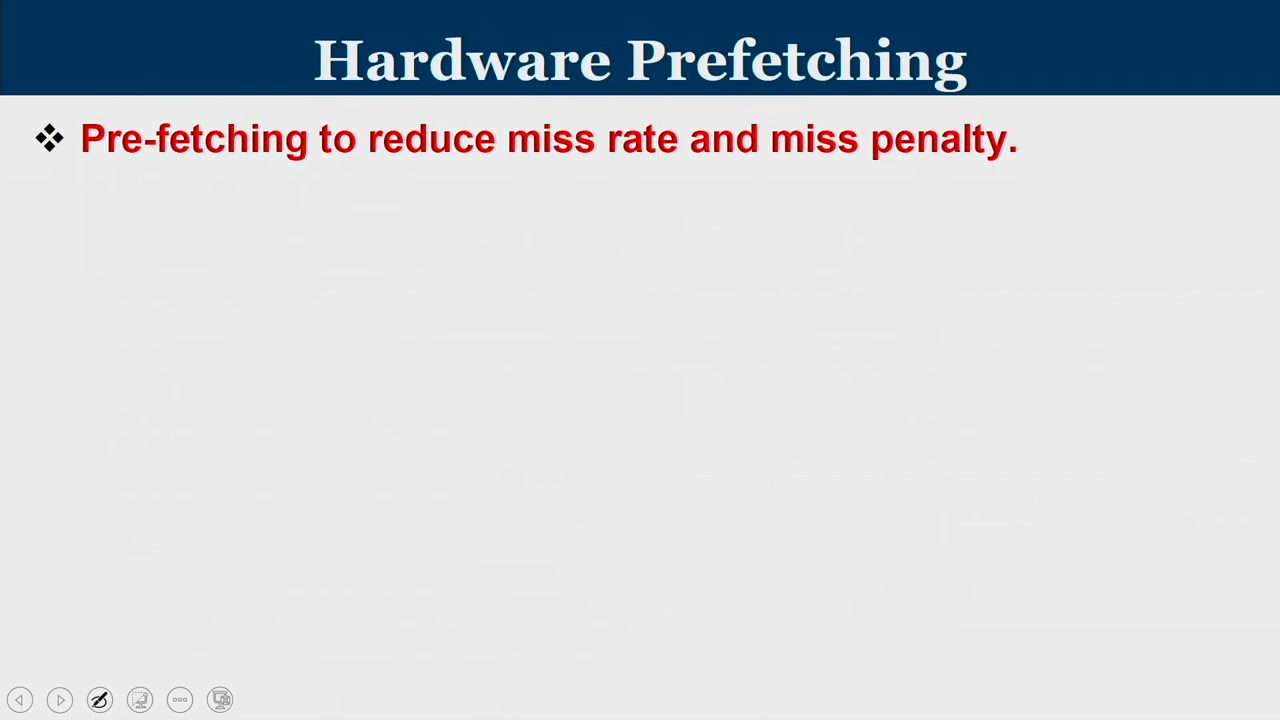 Hardware Prefetching
❖ Pre-fetching to reduce miss rate and miss penalty.